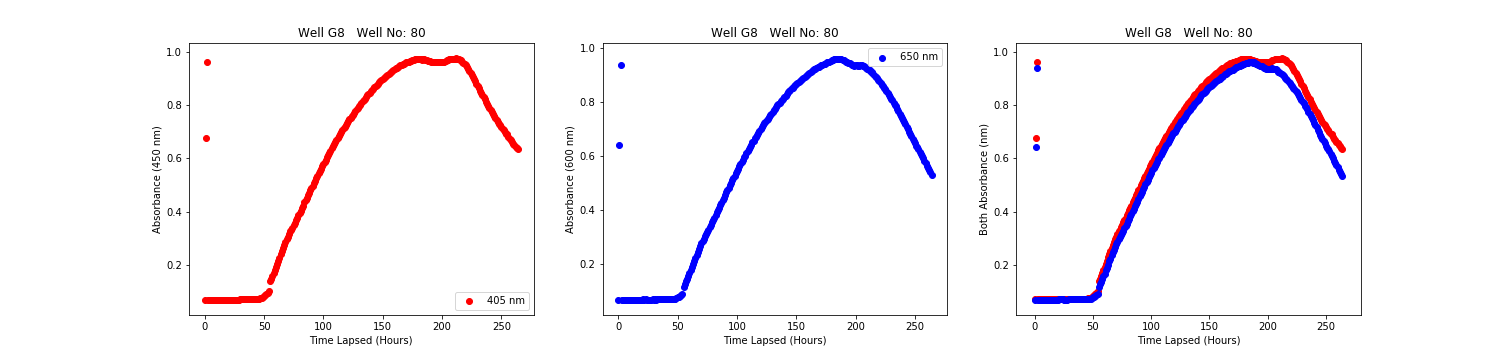 Well G8   Well No: 80
Absorbance (450 nm)
1.0
0.8
0.6
0.4
0.2
405 nm
0 50 100 150 200 250
Time Lapsed (Hours)
Well G8   Well No: 80
Absorbance (600 nm)
1.0
0.8
0.6
0.4
0.2
650 nm
0 50 100 150 200 250
Time Lapsed (Hours)
Well G8   Well No: 80
Both Absorbance (nm)
1.0
0.8
0.6
0.4
0.2
0 50 100 150 200 250
Time Lapsed (Hours)